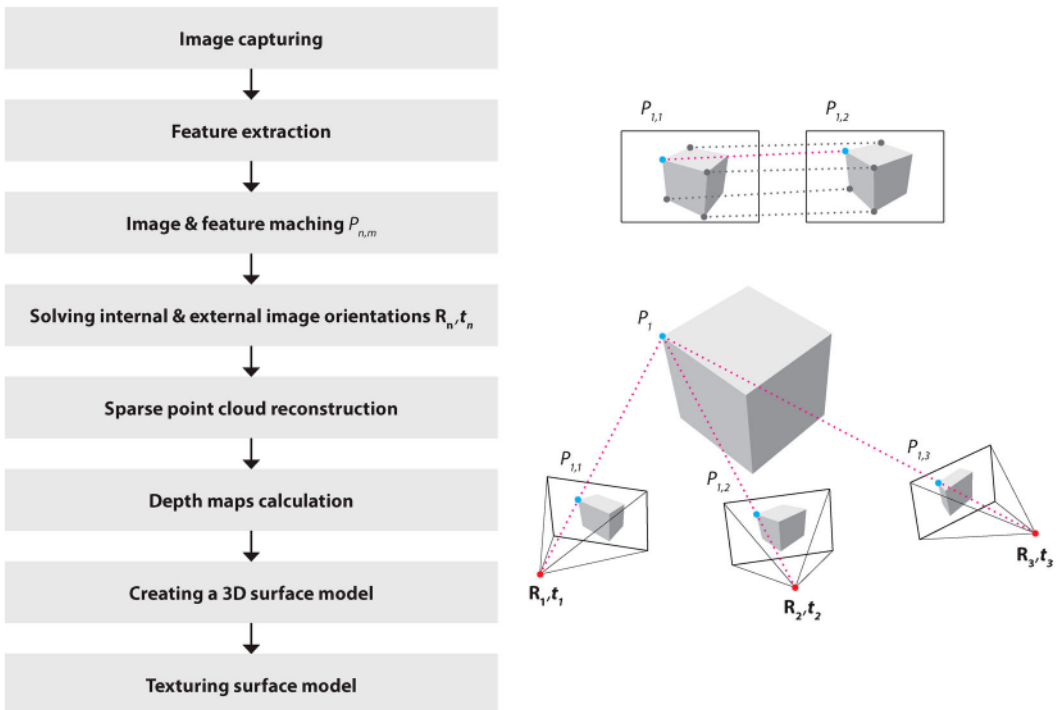 Image capturing
Feature extraction
Image & feature maching Pn,m
Solving internal & external image orientations Rn,tn
Sparse point cloud reconstruction
Depth maps calculation
Creating a 3D surface model
Texturing surface model
P1,1
P1,2
P1
P1,1
P1,2
P1,3
R1,t1
R2,t2
R3,t3